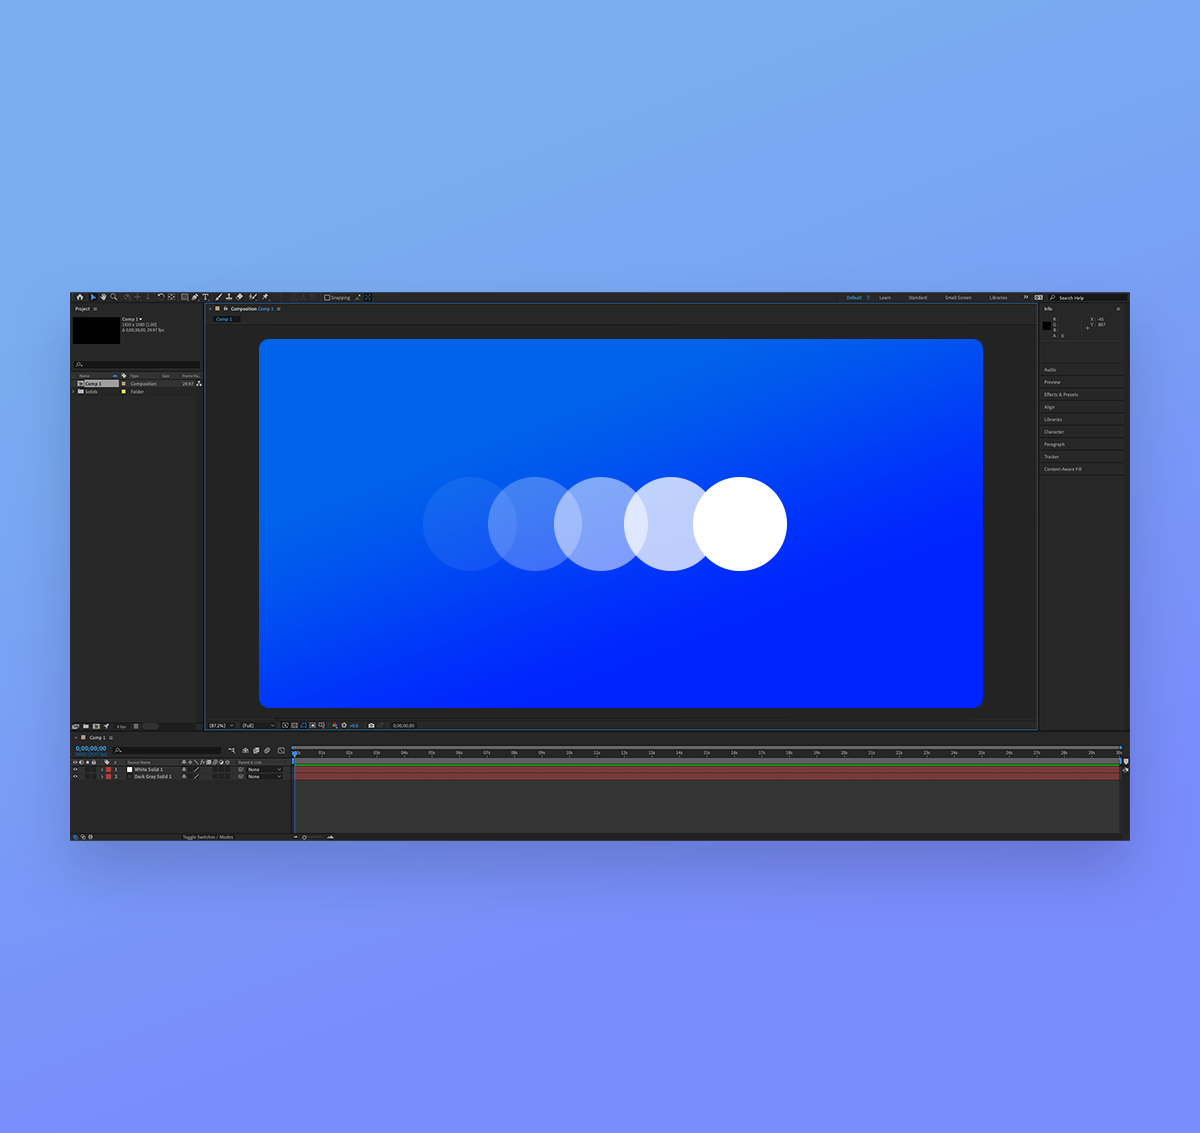 Snapping
Default
Learn
Standard
Small Screen
Libraries
Search Help
Project
Comp 1
1920 x 1080 (1.00)
Δ 0;00;30;00, 29.97 fps
Name
Type
Size
Frame Ra...
Comp 1
Composition
29.97
Solids
Folder
Composition Comp 1
Comp 1
Info
R :
G :
B :
A : 0
X : -45
Y : 867
Audio
Preview
Effects & Presets
Align
Libraries
Character
Paragraph
Tracker
Content-Aware Fill
8 bpc
(87.2%)
(Full)
+0.0
0;00;00;00
Comp 1
0;00;00;00
Source Name
Parent & Link
1 White Solid 1 None
2 Dark Gray Solid 1 None
01s 02s 03s 04s 05s 06s 07s 08s 09s 10s 11s 12s 13s 14s 15s 16s 17s 18s 19s 20s 21s 22s 23s 24s 25s 26s 27s 28s 29s 30s
Toggle Switches / Modes